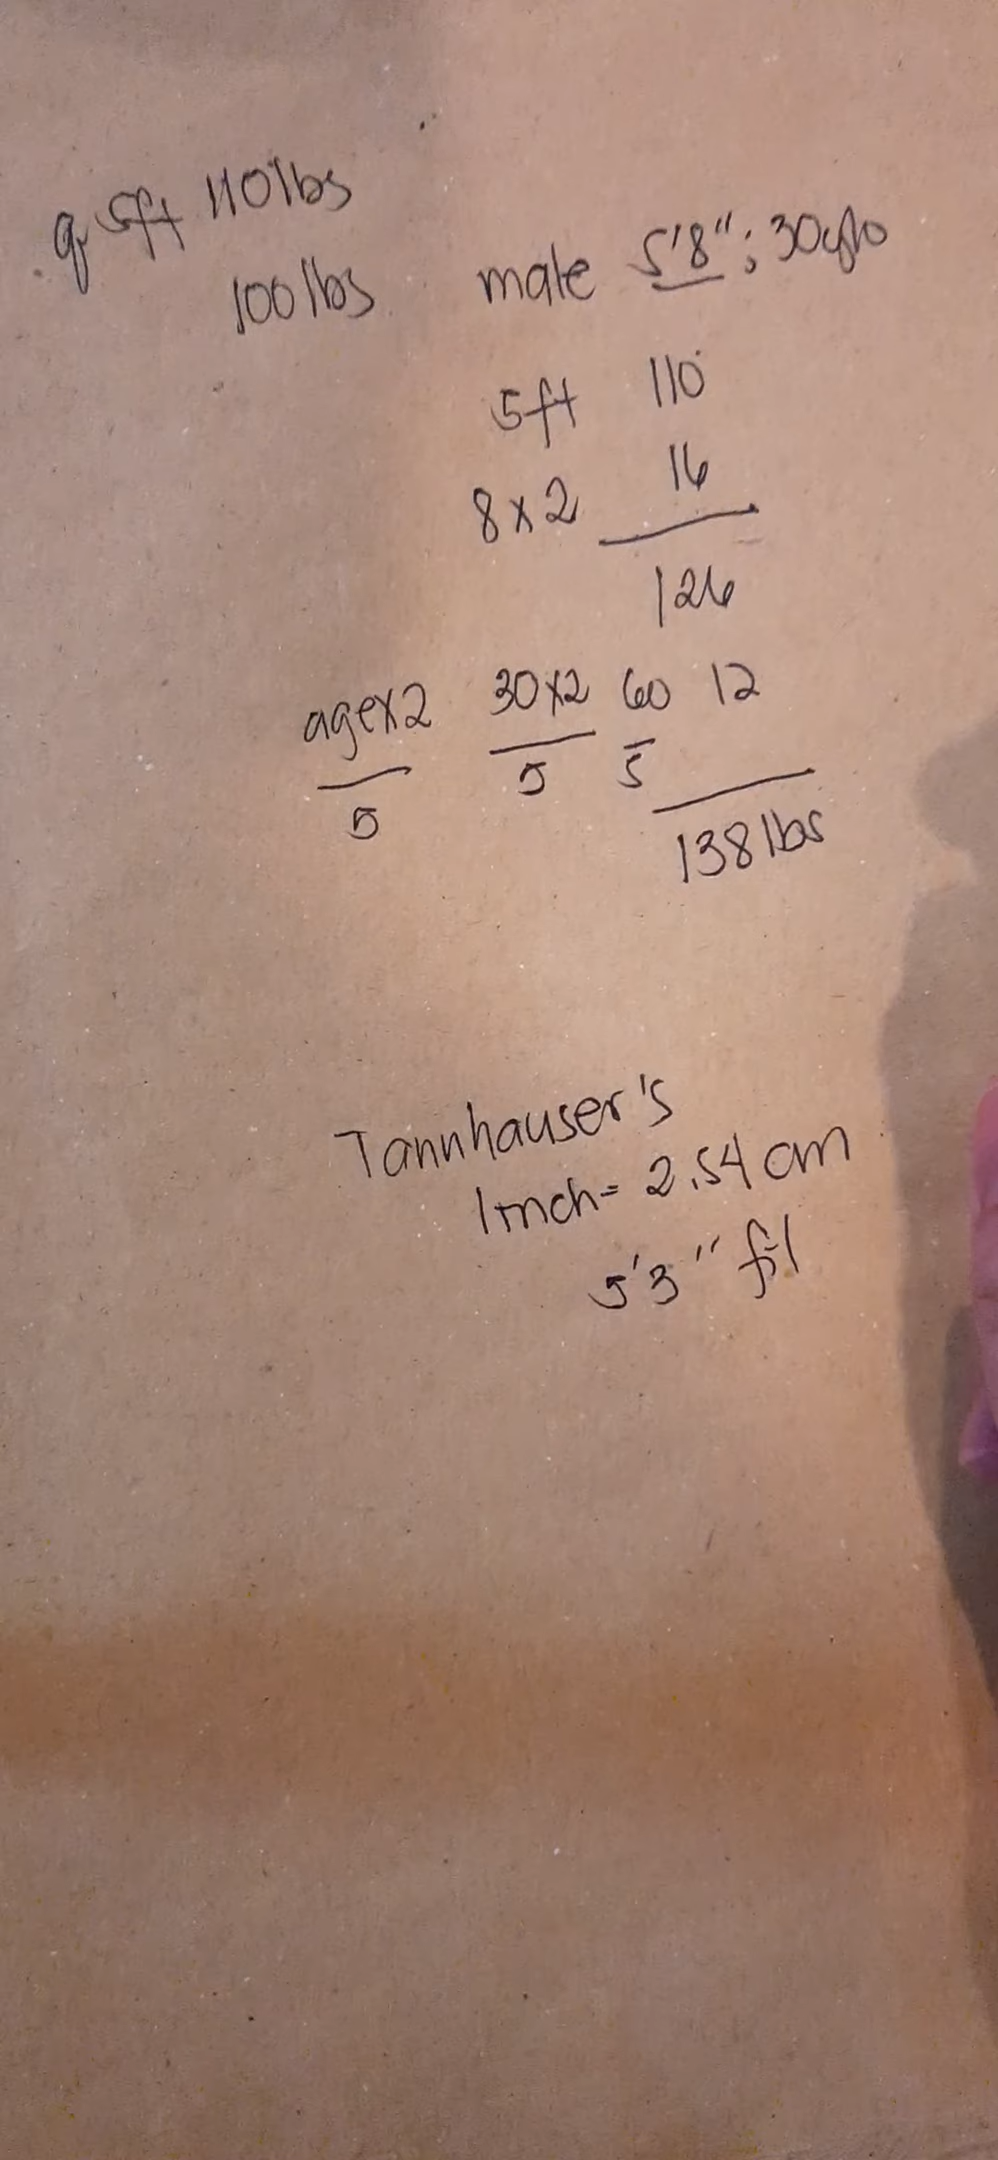 5ft 110lbs
100lbs
male 5'8"; 30y/o
5ft 110
8x2 16
126
agex2 30x2 60 12
5 5 5
138lbs
Tannhauser's
1inch= 2.54 cm
5'3" fil